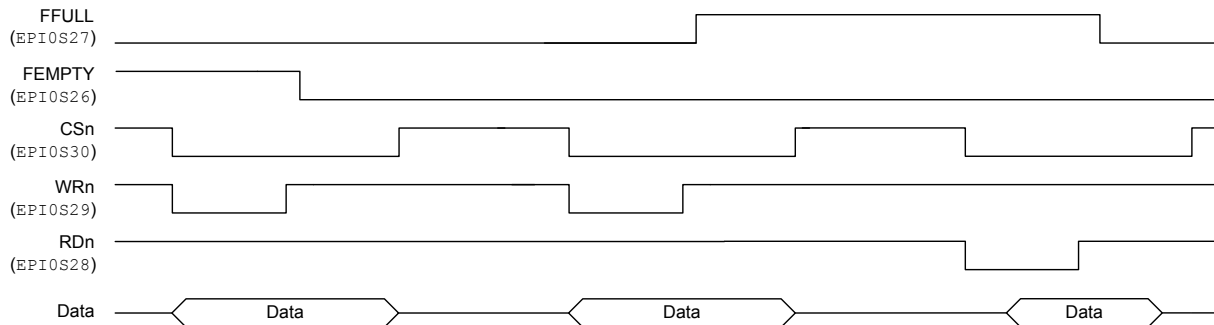 FFULL
(EPI0S27)
FEMPTY
(EPI0S26)
CSn
(EPI0S30)
WRn
(EPI0S29)
RDn
(EPI0S28)
Data Data Data Data